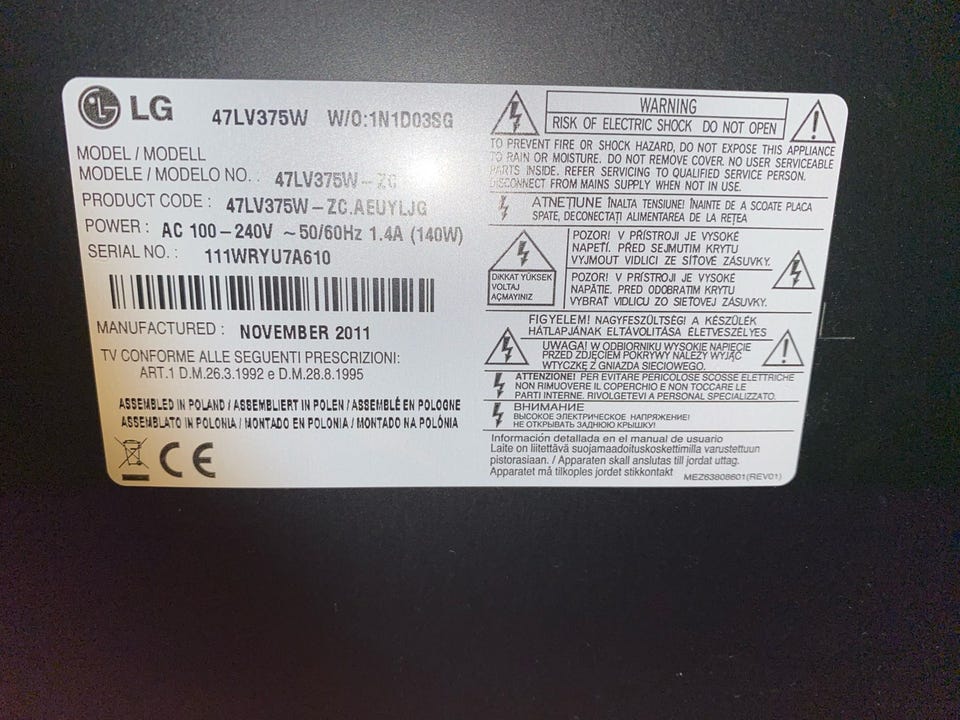 LG 47LV375W W/O:1N1D03SG
MODEL / MODELL
MODELE / MODELO NO. : 47LV375W-ZC
PRODUCT CODE : 47LV375W-ZC.AEUYLJG
POWER : AC 100-240V ~50/60Hz 1.4A (140W)
SERIAL NO. : 111WRYU7A610
MANUFACTURED : NOVEMBER 2011
TV CONFORME ALLE SEGUENTI PRESCRIZIONI:
ART.1 D.M.26.3.1992 e D.M.28.8.1995
ASSEMBLED IN POLAND / ASSEMBLIERT IN POLEN / ASSEMBLÉ EN POLOGNE
ASSEMBLATO IN POLONIA / MONTADO EN POLONIA / MONTADO NA POLÓNIA
CE
WARNING
RISK OF ELECTRIC SHOCK DO NOT OPEN
TO PREVENT FIRE OR SHOCK HAZARD, DO NOT EXPOSE THIS APPLIANCE
TO RAIN OR MOISTURE. DO NOT REMOVE COVER. NO USER SERVICEABLE
PARTS INSIDE. REFER SERVICING TO QUALIFIED SERVICE PERSON.
DISCONNECT FROM MAINS SUPPLY WHEN NOT IN USE.
ATNEŢIUNE ÎNALTA TENSIUNE! ÎNAINTE DE A SCOATE PLACA
SPATE, DECONECTAŢI ALIMENTAREA DE LA REŢEA
DIKKAT YÜKSEK
VOLTAJ
AÇMAYINIZ
POZOR! V PŘÍSTROJI JE VYSOKÉ
NAPETÍ. PŘED SEJMUTIM KRYTU
VYJMOUT VIDLICI ZE SÍŤOVÉ ZÁSUVKY.
POZOR! V PRÍSTROJI JE VYSOKÉ
NAPÄTIE. PRED ODOBRATIM KRYTU
VYBRAŤ VIDLICU ZO SIEŤOVEJ ZÁSUVKY.
FIGYELEM! NAGYFESZÜLTSÉG! A KÉSZÜLÉK
HÁTLAPJÁNAK ELTÁVOLÍTÁSA ÉLETVESZÉLYES
UWAGA! W ODBIORNIKU WYSOKIE NAPIĘCIE
PRZED ZDJĘCIEM POKRYWY NALEŻY WYJĄĆ
WTYCZKĘ Z GNIAZDA SIECIOWEGO.
ATTENZIONE! PER EVITARE PERICOLOSE SCOSSE ELETTRICHE
NON RIMUOVERE IL COPERCHIO E NON TOCCARE LE
PARTI INTERNE. RIVOLGETEVI A PERSONAL SPECIALIZZATO.
ВНИМАНИЕ
ВЫСОКОЕ ЭЛЕКТРИЧЕСКОЕ НАПРЯЖЕНИЕ!
НЕ ОТКРЫВАТЬ ЗАДНЮЮ КРЫШКУ!
Información detallada en el manual de usuario
Laite on liitettävä suojamaadoituskoskettimilla varustettuun
pistorasiaan. / Apparaten skall anslutas till jordat uttag.
Apparatet må tilkoples jordet stikkontakt
MEZ63808601(REV01)